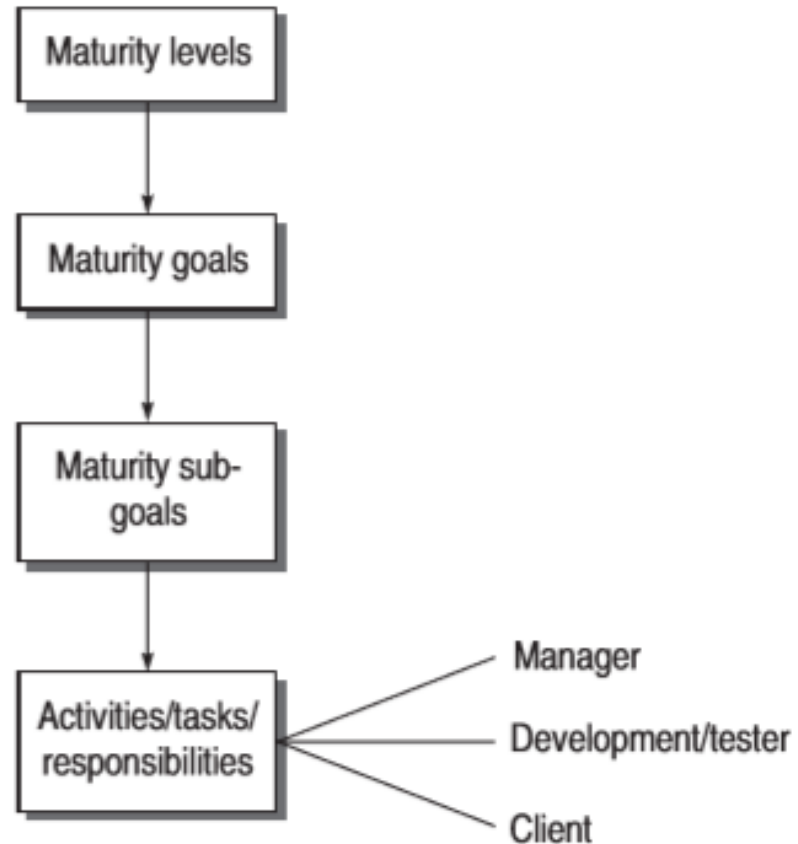 Maturity levels
Maturity goals
Maturity sub-
goals
Activities/tasks/
responsibilities
Manager
Development/tester
Client